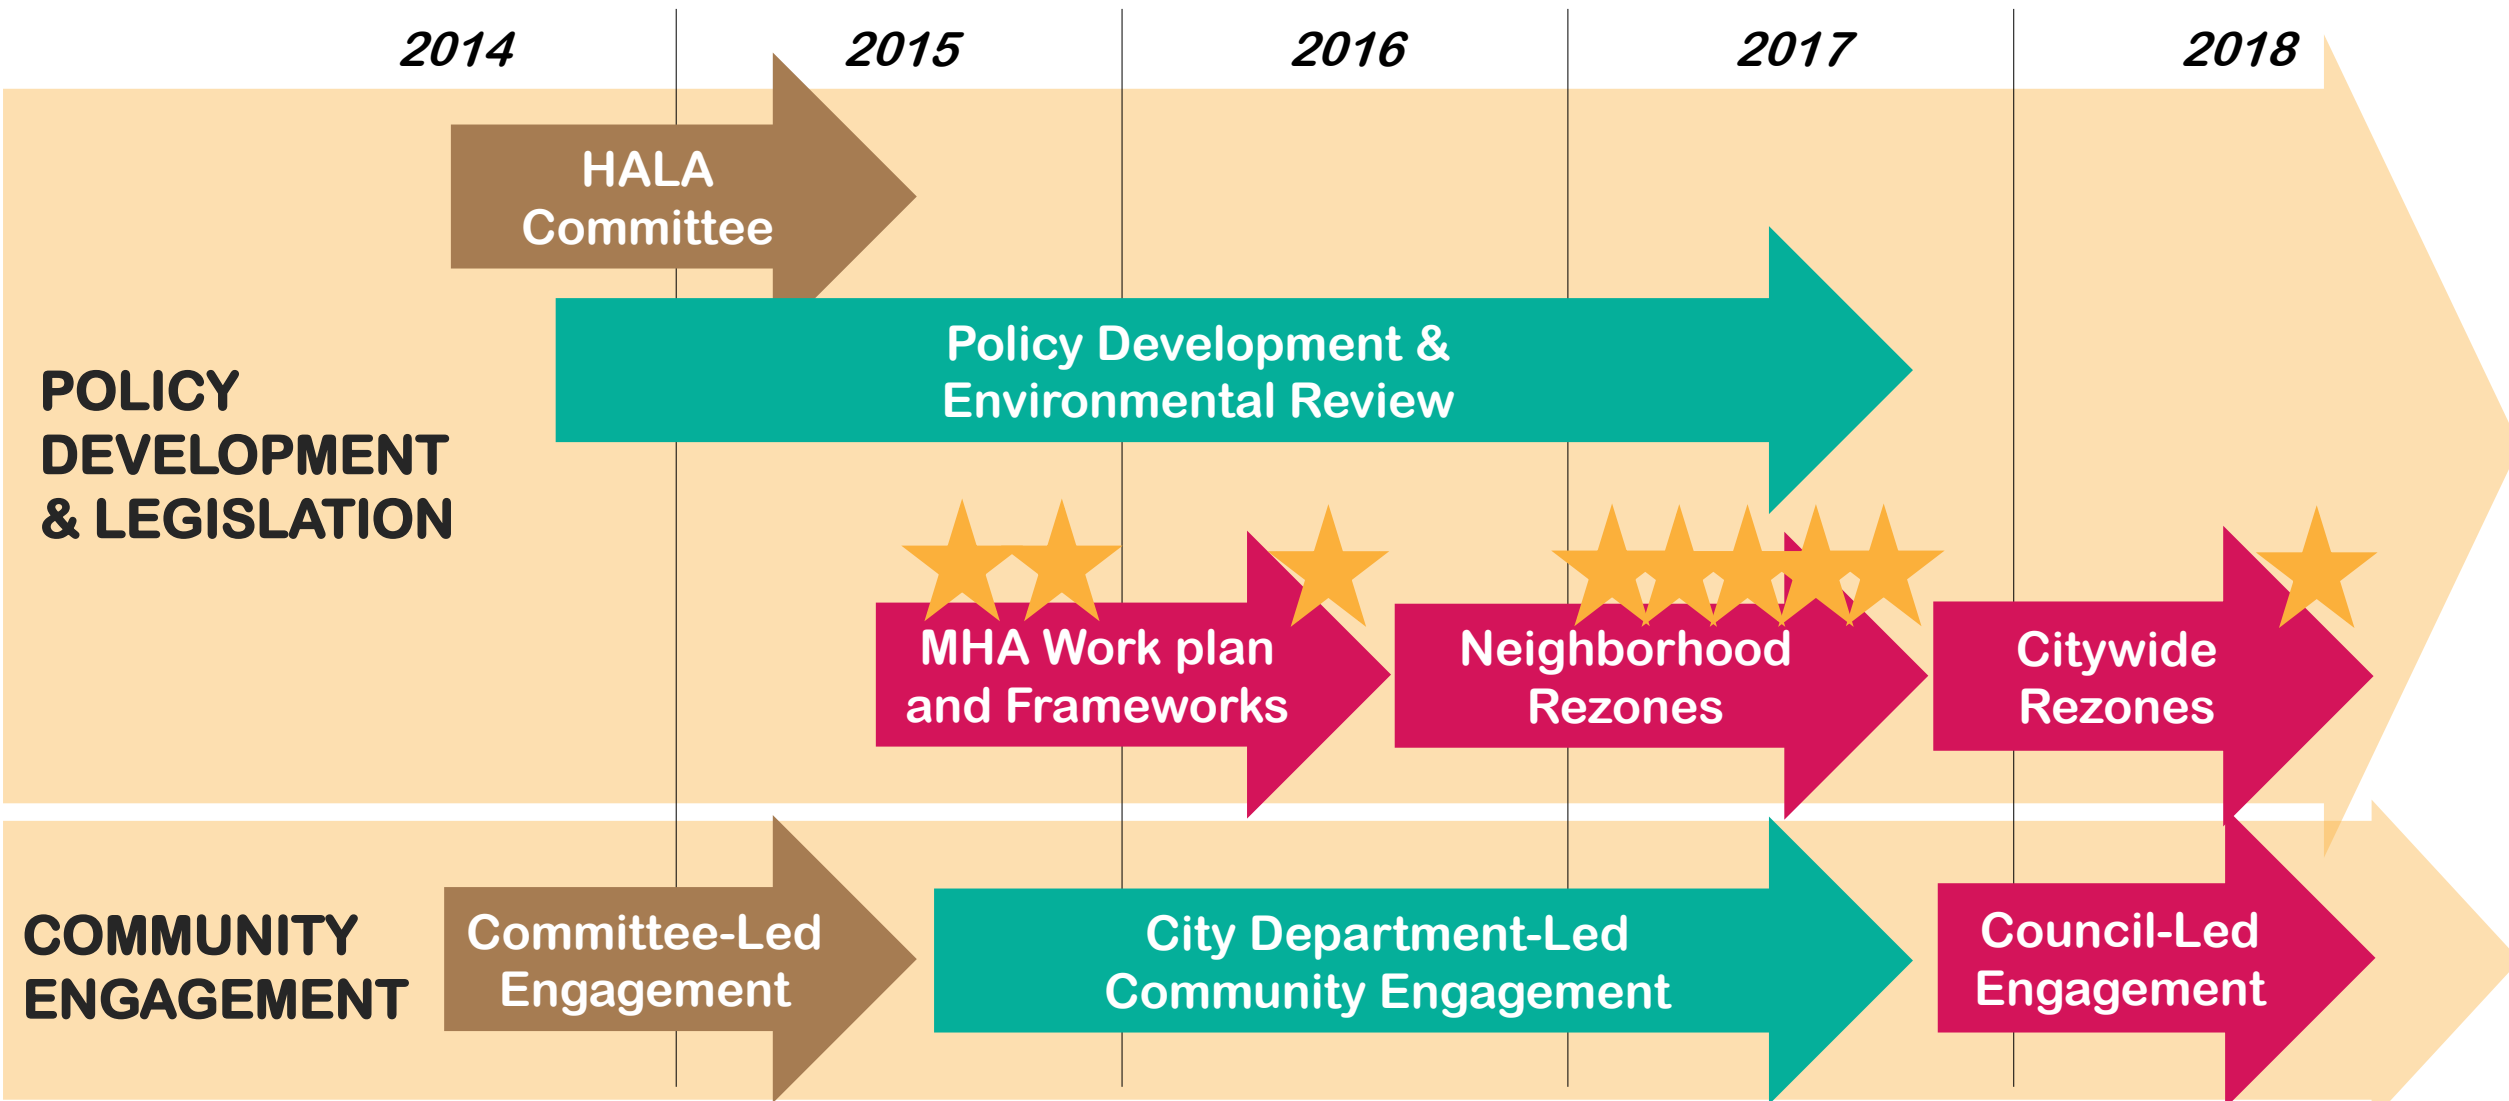 2014
2015
2016
2017
2018
HALA
Committee
Policy Development &
Environmental Review
POLICY
DEVELOPMENT
& LEGISLATION
MHA Work plan
and Frameworks
Neighborhood
Rezones
Citywide
Rezones
COMMUNITY
ENGAGEMENT
Committee-Led
Engagement
City Department-Led
Community Engagement
Council-Led
Engagement